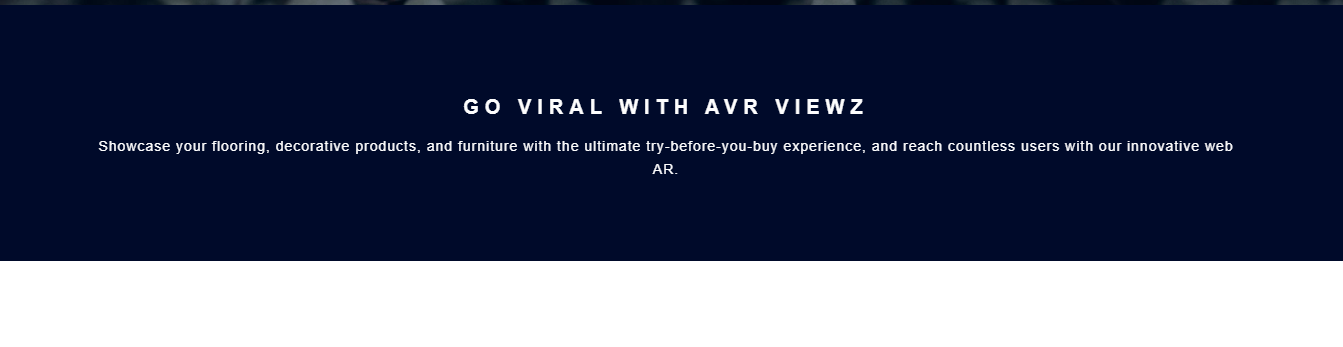 GO VIRAL WITH AVR VIEWZ
Showcase your flooring, decorative products, and furniture with the ultimate try-before-you-buy experience, and reach countless users with our innovative web
AR.